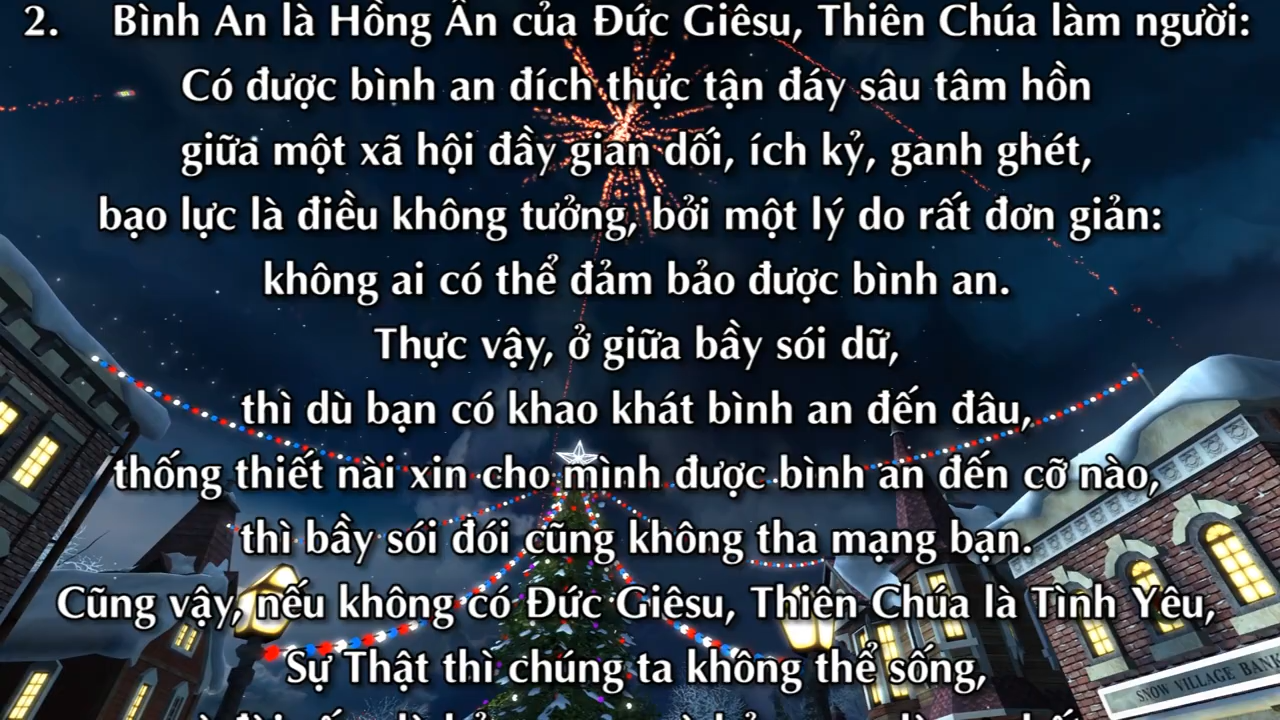 2. Bình An là Hồng Ân của Đức Giêsu, Thiên Chúa làm người:
Có được bình an đích thực tận đáy sâu tâm hồn
giữa một xã hội đầy gian dối, ích kỷ, ganh ghét,
bạo lực là điều không tưởng, bởi một lý do rất đơn giản:
không ai có thể đảm bảo được bình an.
Thực vậy, ở giữa bầy sói dữ,
thì dù bạn có khao khát bình an đến đâu,
thống thiết nài xin cho mình được bình an đến cỡ nào,
thì bầy sói đói cũng không tha mạng bạn.
Cũng vậy, nếu không có Đức Giêsu, Thiên Chúa là Tình Yêu,
Sự Thật thì chúng ta không thể sống,
SNOW VILLAGE BANK